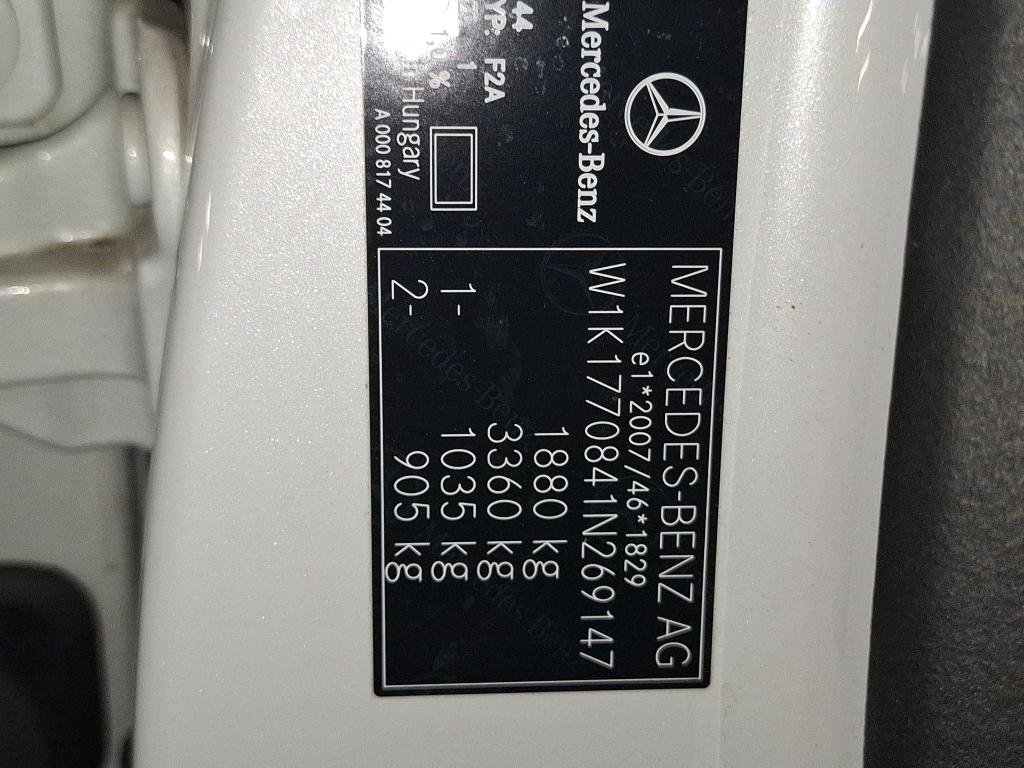 Mercedes-Benz
44
YP: F2A
1
%
Hungary
A 000 817 44 04
MERCEDES-BENZ AG
e1*2007/46*1829
W1K1770841N269147
1880 kg
3360 kg
1- 1035 kg
2- 905 kg